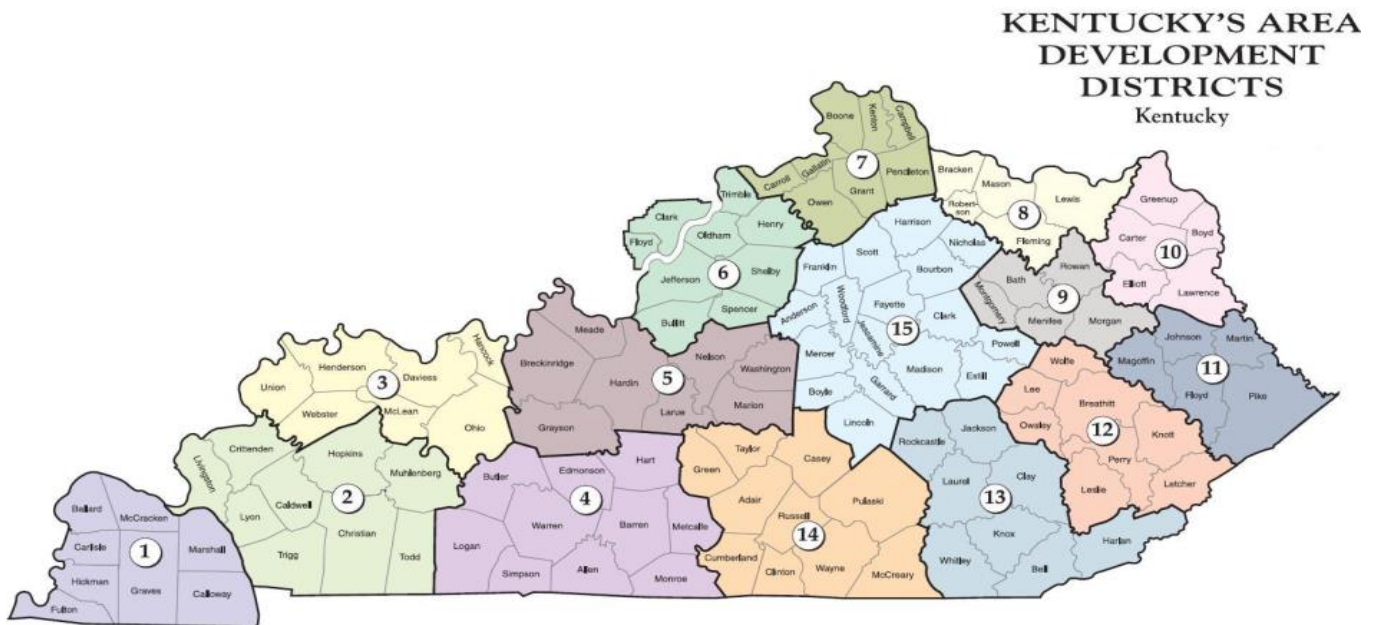 KENTUCKY'S AREA
DEVELOPMENT
DISTRICTS
Kentucky
Boone
Kenton
Campbell
7
Carroll
Gallatin
Grant
Pendleton
Owen
Bracken
Mason
Lewis
Robert-
son
8
Fleming
Greenup
Carter
Boyd
10
Elliott
Lawrence
Trimble
Clark
Floyd
Oldham
Henry
Jefferson
6
Shelby
Spencer
Bullitt
Harrison
Scott
Nicholas
Franklin
Bourbon
Woodford
Anderson
Fayette
Clark
15
Jessamine
Mercer
Powell
Madison
Garrard
Boyle
Estill
Lincoln
Rowan
Bath
Montgomery
9
Menifee
Morgan
Johnson
Martin
Magoffin
11
Floyd
Pike
Meade
Breckinridge
Nelson
Hardin
5
Washington
Larue
Marion
Grayson
Hancock
Henderson
Daviess
Union
3
Webster
McLean
Ohio
Wolfe
Lee
Breathitt
Owsley
12
Knott
Perry
Leslie
Letcher
Crittenden
Hopkins
Livingston
Muhlenberg
Caldwell
2
Lyon
Christian
Trigg
Todd
Butler
Edmonson
Hart
4
Warren
Barren
Metcalfe
Logan
Simpson
Allen
Monroe
Taylor
Casey
Green
Adair
Pulaski
Russell
14
Cumberland
Clinton
Wayne
McCreary
Rockcastle
Jackson
Laurel
Clay
13
Knox
Whitley
Bell
Harlan
Ballard
McCracken
Carlisle
1
Marshall
Hickman
Graves
Calloway
Fulton